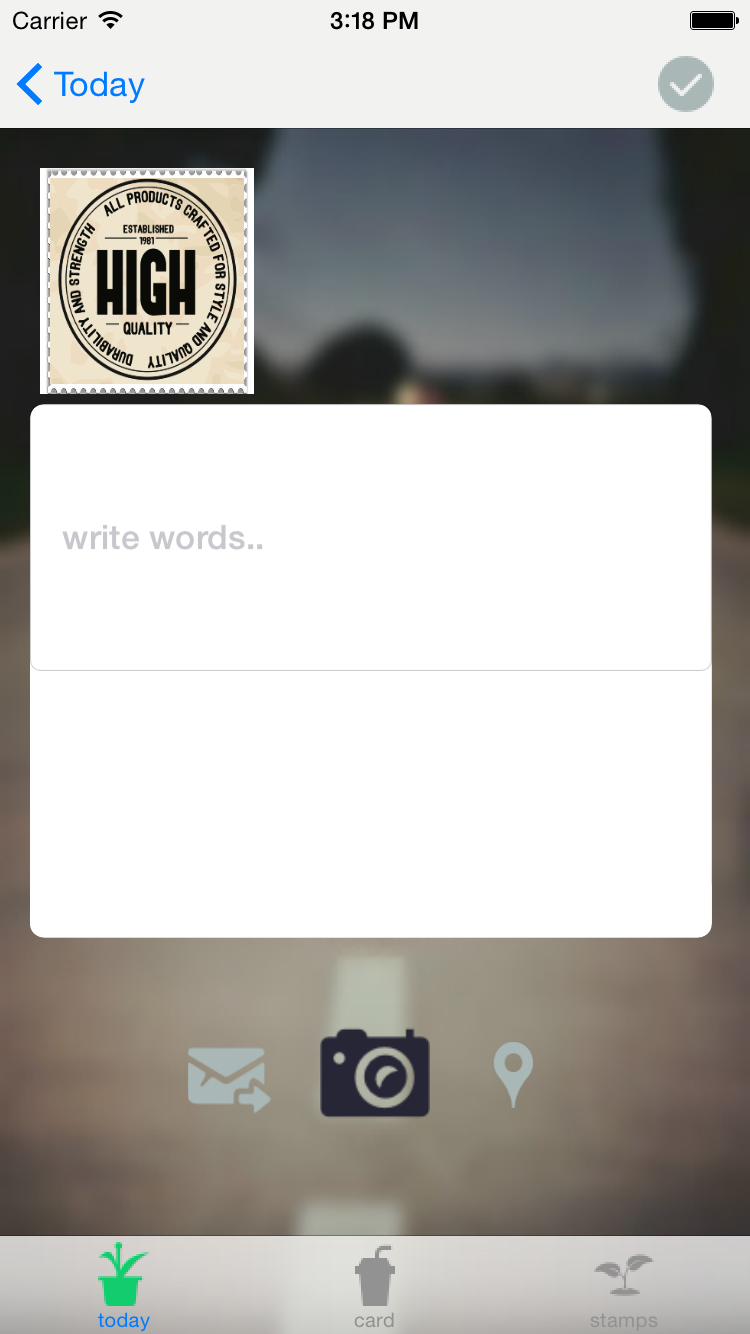 Carrier 3:18 PM
Today
ALL PRODUCTS CRAFTED FOR STYLE AND QUALITY
DURABILITY AND STRENGTH
ESTABLISHED
1981
HIGH
QUALITY
write words..
today card stamps